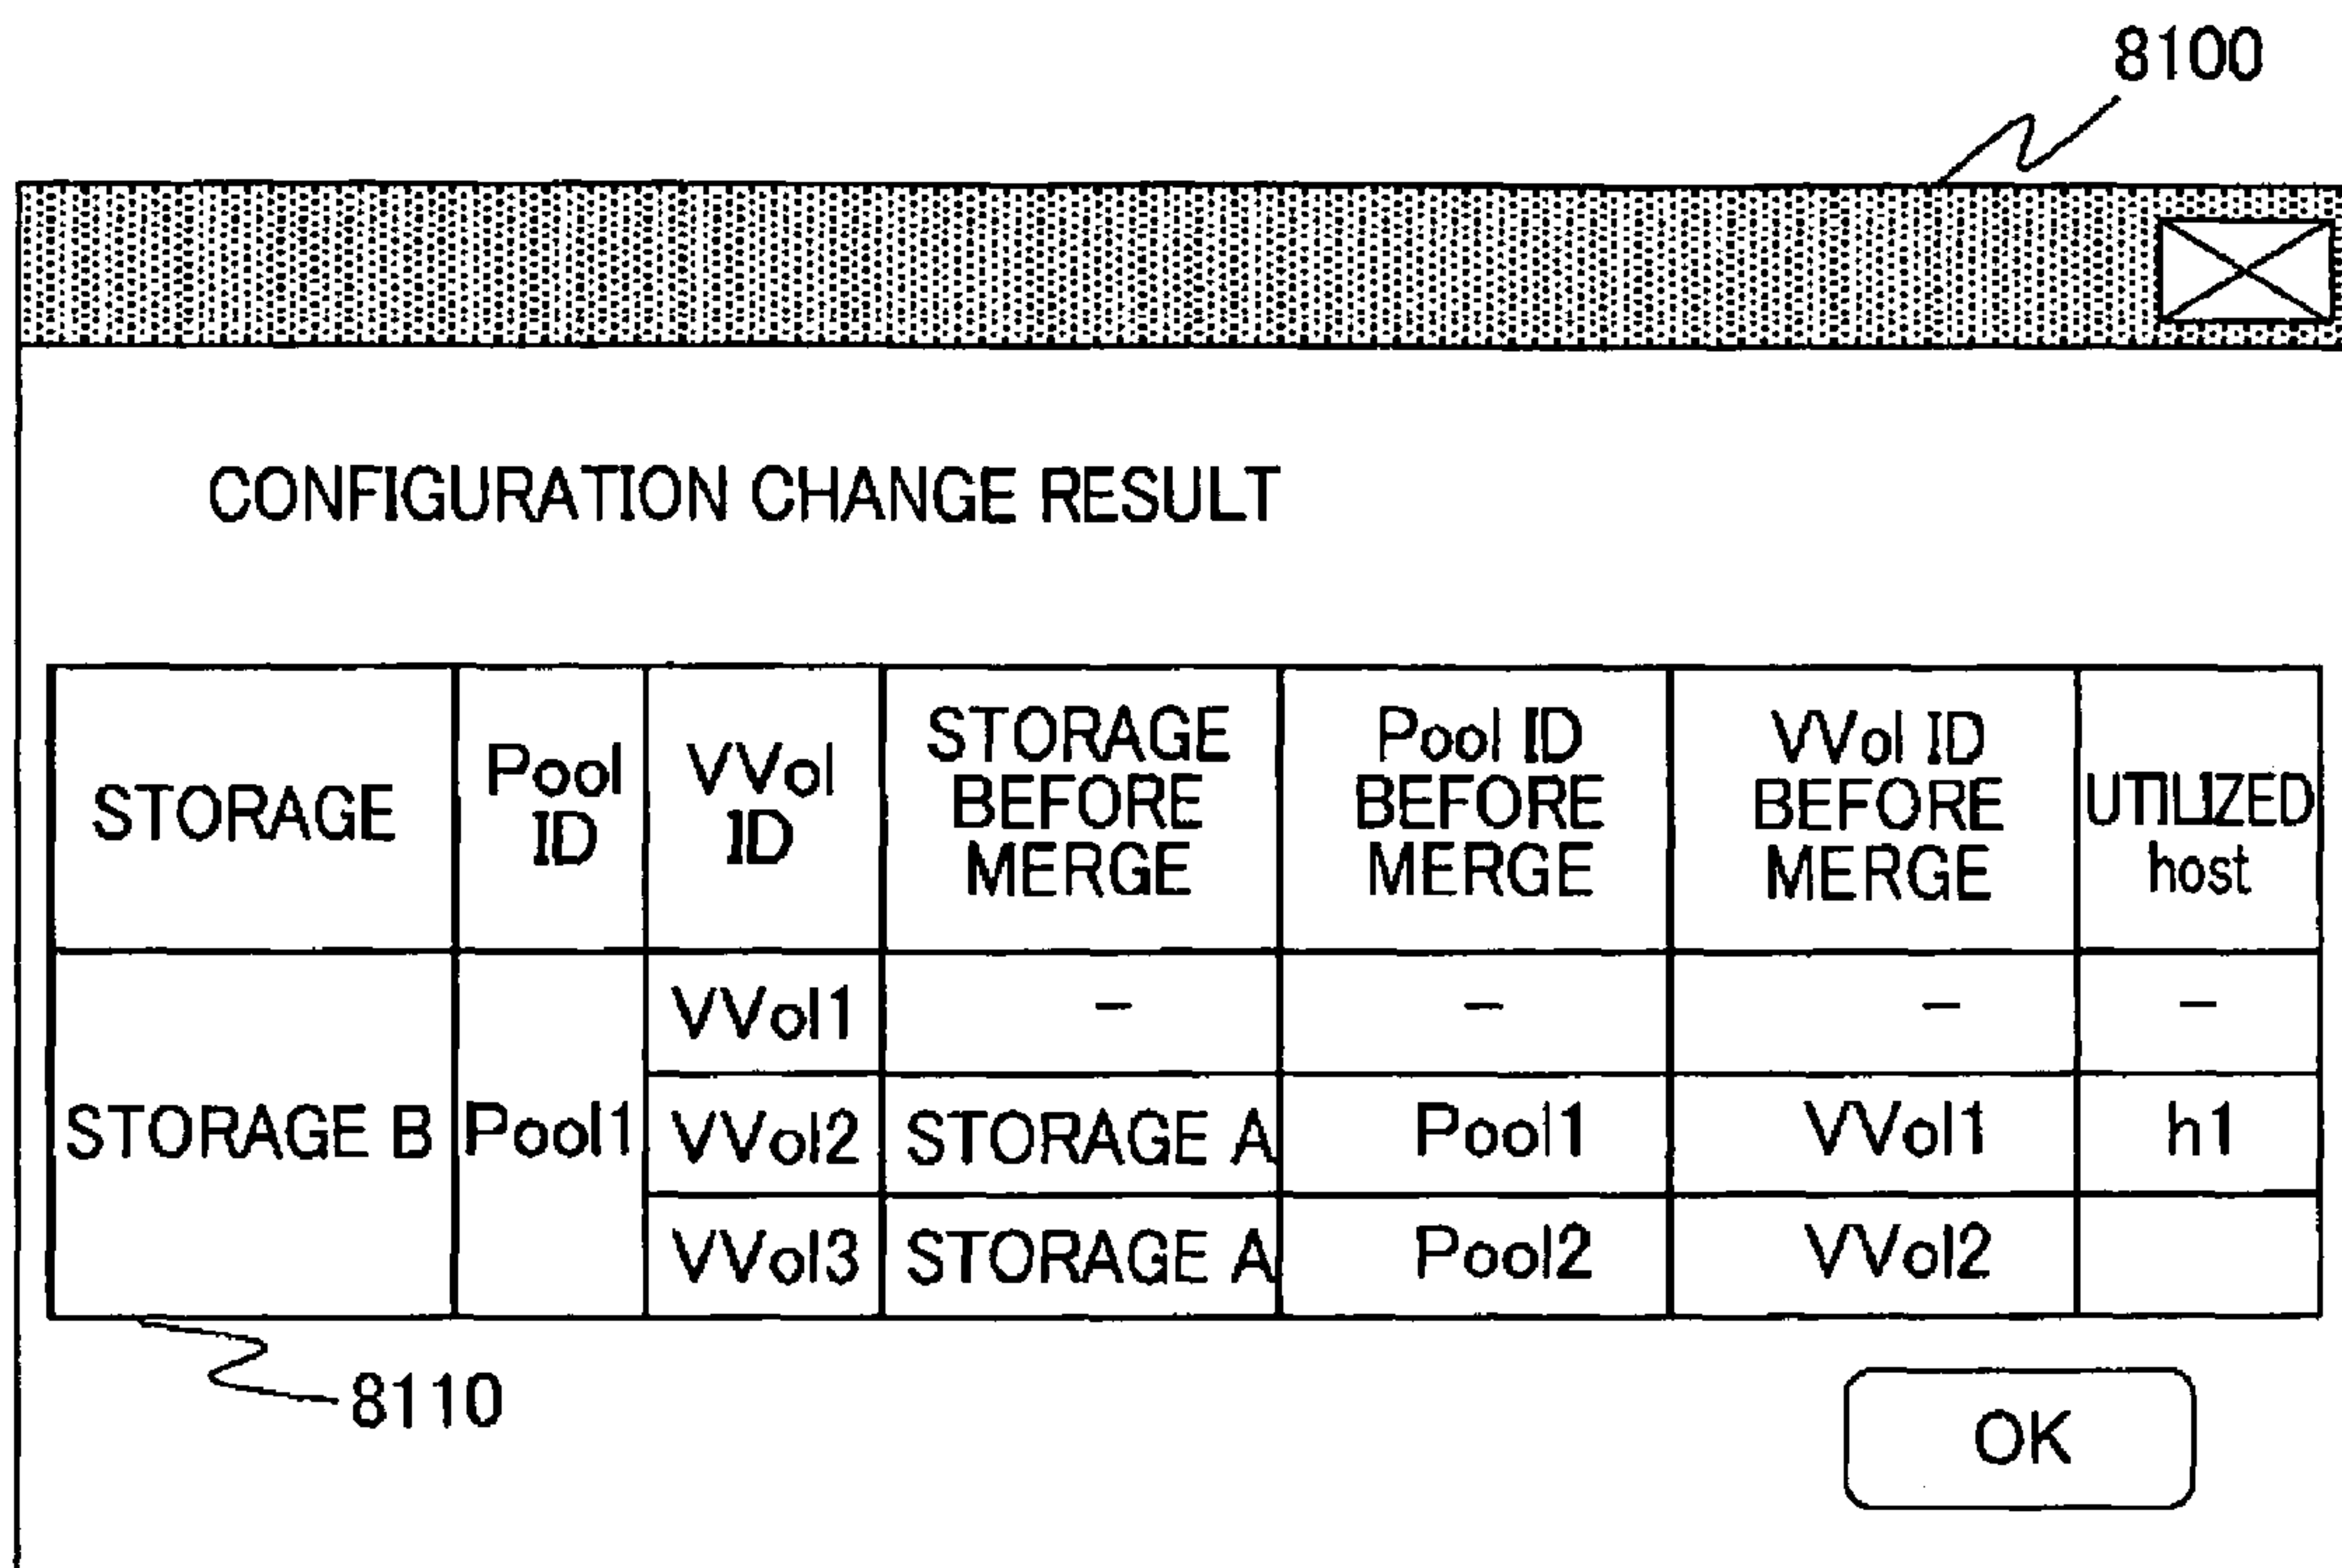 8100
CONFIGURATION CHANGE RESULT
STORAGE
Pool
ID
VVol
ID
STORAGE
BEFORE
MERGE
Pool ID
BEFORE
MERGE
VVol ID
BEFORE
MERGE
UTILIZED
host
STORAGE B
Pool1
VVol1
–
–
–
–
VVol2
STORAGE A
Pool1
VVol1
h1
VVol3
STORAGE A
Pool2
VVol2
8110
OK